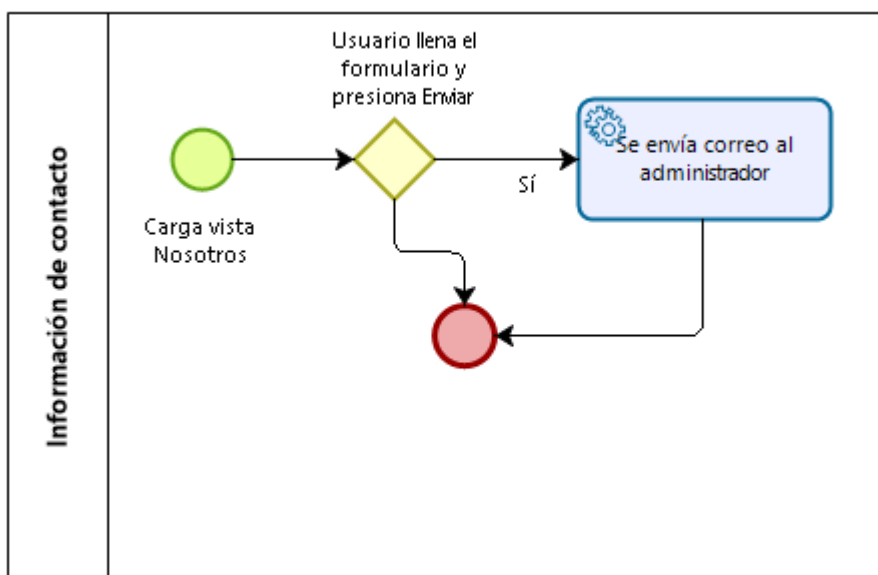 Información de contacto
Usuario llena el
formulario y
presiona Enviar
Carga vista
Nosotros
Sí
Se envía correo al
administrador